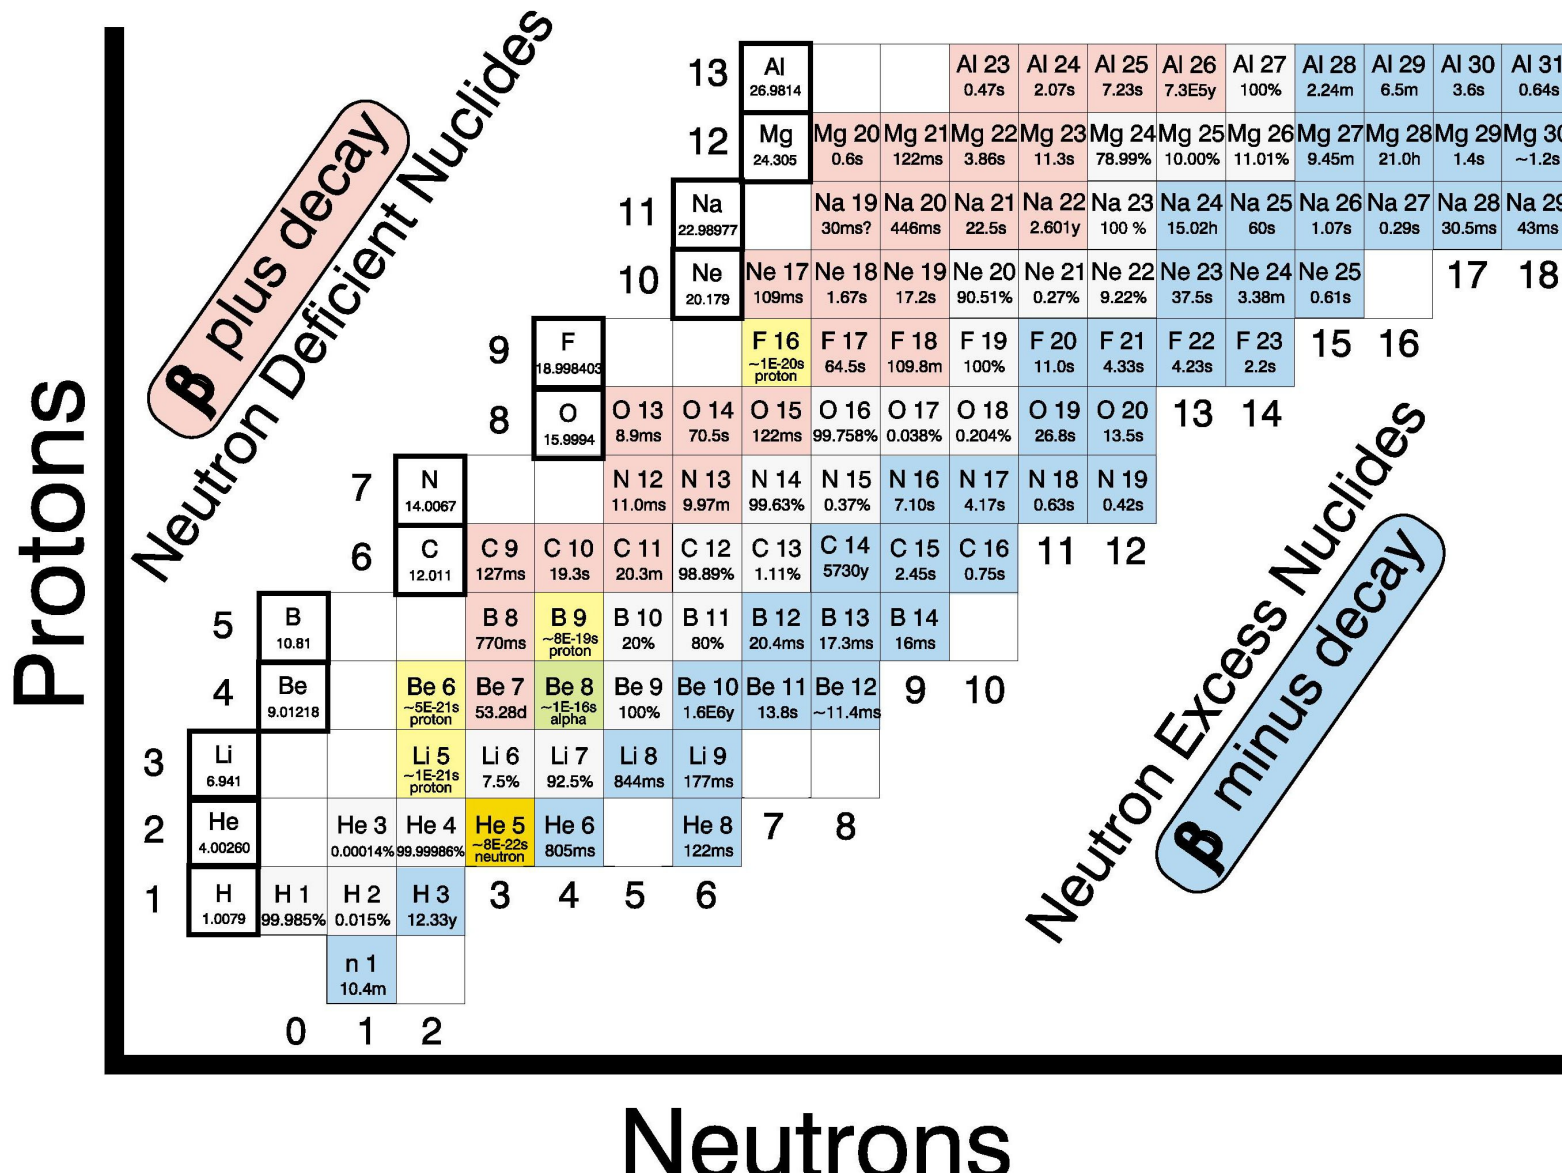 β plus decay
Neutron Deficient Nuclides
Protons
13 Al Al 23 Al 24 Al 25 Al 26 Al 27 Al 28 Al 29 Al 30 Al 31
26.9814 0.47s 2.07s 7.23s 7.3E5y 100% 2.24m 6.5m 3.6s 0.64s
12 Mg Mg 20 Mg 21 Mg 22 Mg 23 Mg 24 Mg 25 Mg 26 Mg 27 Mg 28 Mg 29 Mg 30
24.305 0.6s 122ms 3.86s 11.3s 78.99% 10.00% 11.01% 9.45m 21.0h 1.4s ~1.2s
11 Na Na 19 Na 20 Na 21 Na 22 Na 23 Na 24 Na 25 Na 26 Na 27 Na 28 Na 29
22.98977 30ms? 446ms 22.5s 2.601y 100 % 15.02h 60s 1.07s 0.29s 30.5ms 43ms
10 Ne Ne 17 Ne 18 Ne 19 Ne 20 Ne 21 Ne 22 Ne 23 Ne 24 Ne 25 17 18
20.179 109ms 1.67s 17.2s 90.51% 0.27% 9.22% 37.5s 3.38m 0.61s
9 F F 16 F 17 F 18 F 19 F 20 F 21 F 22 F 23 15 16
18.998403 ~1E-20s 64.5s 109.8m 100% 11.0s 4.33s 4.23s 2.2s
proton
8 O O 13 O 14 O 15 O 16 O 17 O 18 O 19 O 20 13 14
15.9994 8.9ms 70.5s 122ms 99.758% 0.038% 0.204% 26.8s 13.5s
7 N N 12 N 13 N 14 N 15 N 16 N 17 N 18 N 19
14.0067 11.0ms 9.97m 99.63% 0.37% 7.10s 4.17s 0.63s 0.42s
6 C C 9 C 10 C 11 C 12 C 13 C 14 C 15 C 16 11 12
12.011 127ms 19.3s 20.3m 98.89% 1.11% 5730y 2.45s 0.75s
5 B B 8 B 9 B 10 B 11 B 12 B 13 B 14
10.81 770ms ~8E-19s 20% 80% 20.4ms 17.3ms 16ms
proton
4 Be Be 6 Be 7 Be 8 Be 9 Be 10 Be 11 Be 12 9 10
9.01218 ~5E-21s 53.28d ~1E-16s 100% 1.6E6y 13.8s ~11.4ms
proton alpha
3 Li Li 5 Li 6 Li 7 Li 8 Li 9
6.941 ~1E-21s 7.5% 92.5% 844ms 177ms
proton
2 He He 3 He 4 He 5 He 6 He 8 7 8
4.00260 0.00014% 99.99986% ~8E-22s 805ms 122ms
neutron
1 H H 1 H 2 H 3 3 4 5 6
1.0079 99.985% 0.015% 12.33y
n 1
10.4m
0 1 2
Neutron Excess Nuclides
β minus decay
Neutrons